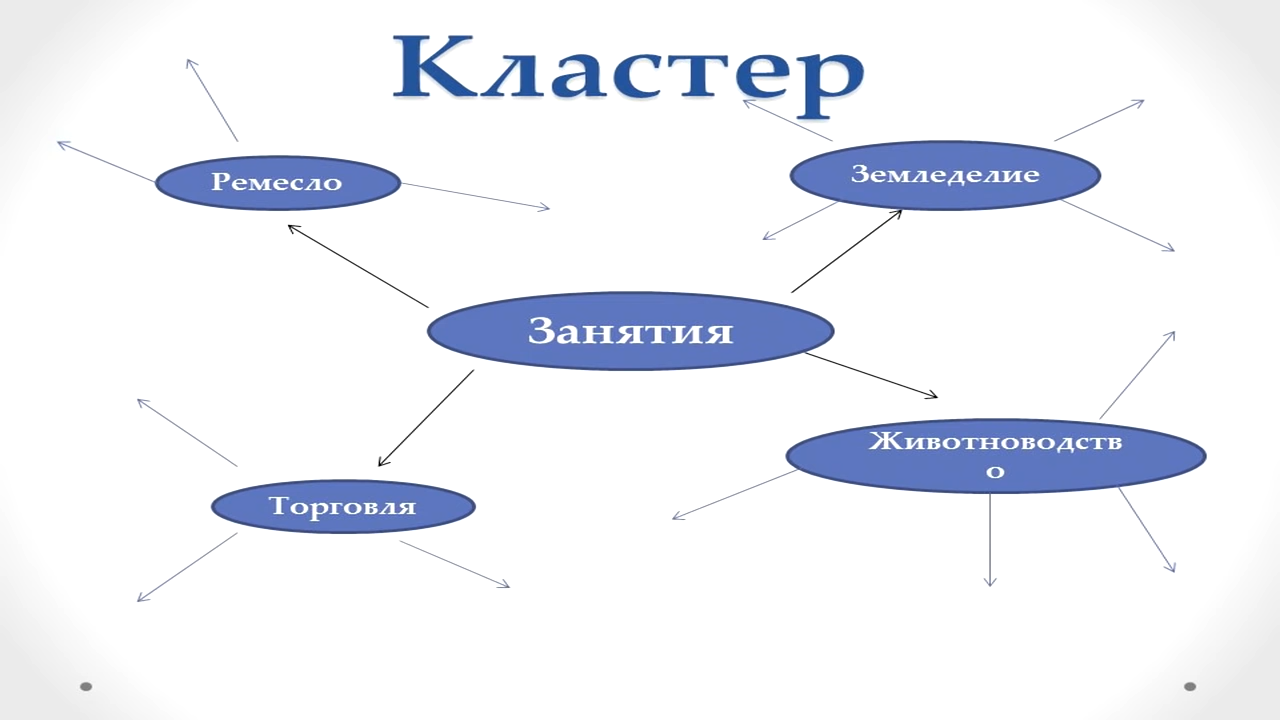 Кластер
Ремесло
Земледелие
Занятия
Животноводств
о
Торговля